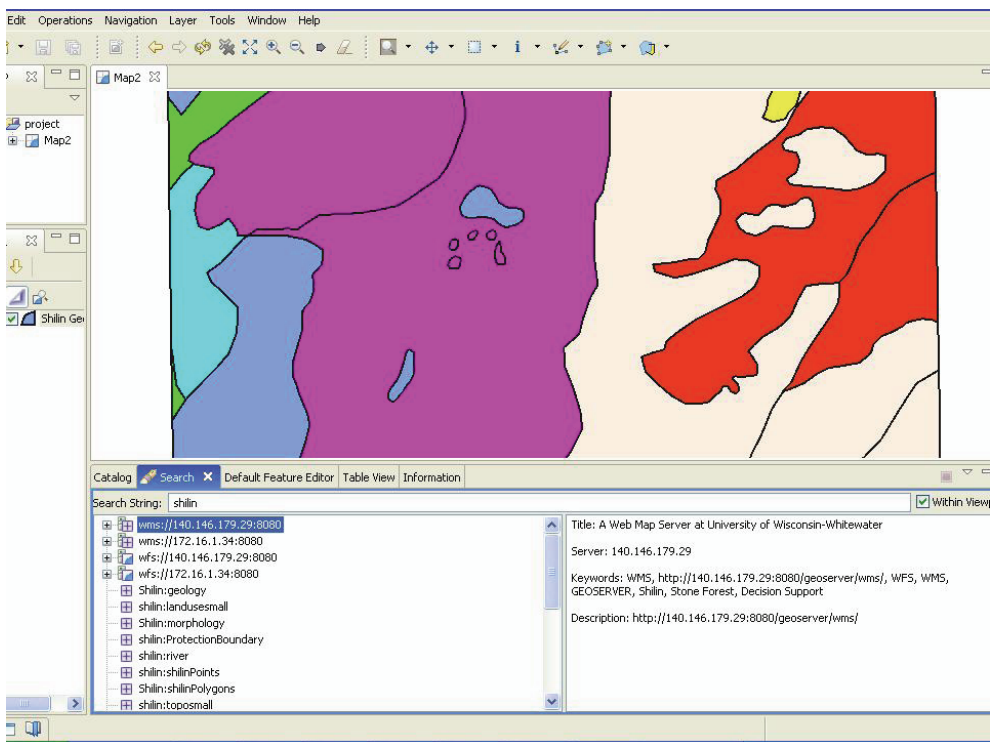 Edit Operations Navigation Layer Tools Window Help
Map2
project
Map2
Shilin Geo
Catalog Search Default Feature Editor Table View Information
Search String: shilin Within View
wms://140.146.179.29:8080
wms://172.16.1.34:8080
wfs://140.146.179.29:8080
wfs://172.16.1.34:8080
Shilin:geology
shilin:landusesmall
Shilin:morphology
shilin:ProtectionBoundary
shilin:river
shilin:shilinPoints
Shilin:shilinPolygons
shilin:toposmall
Title: A Web Map Server at University of Wisconsin-Whitewater
Server: 140.146.179.29
Keywords: WMS, http://140.146.179.29:8080/geoserver/wms/, WFS, WMS,
GEOSERVER, Shilin, Stone Forest, Decision Support
Description: http://140.146.179.29:8080/geoserver/wms/